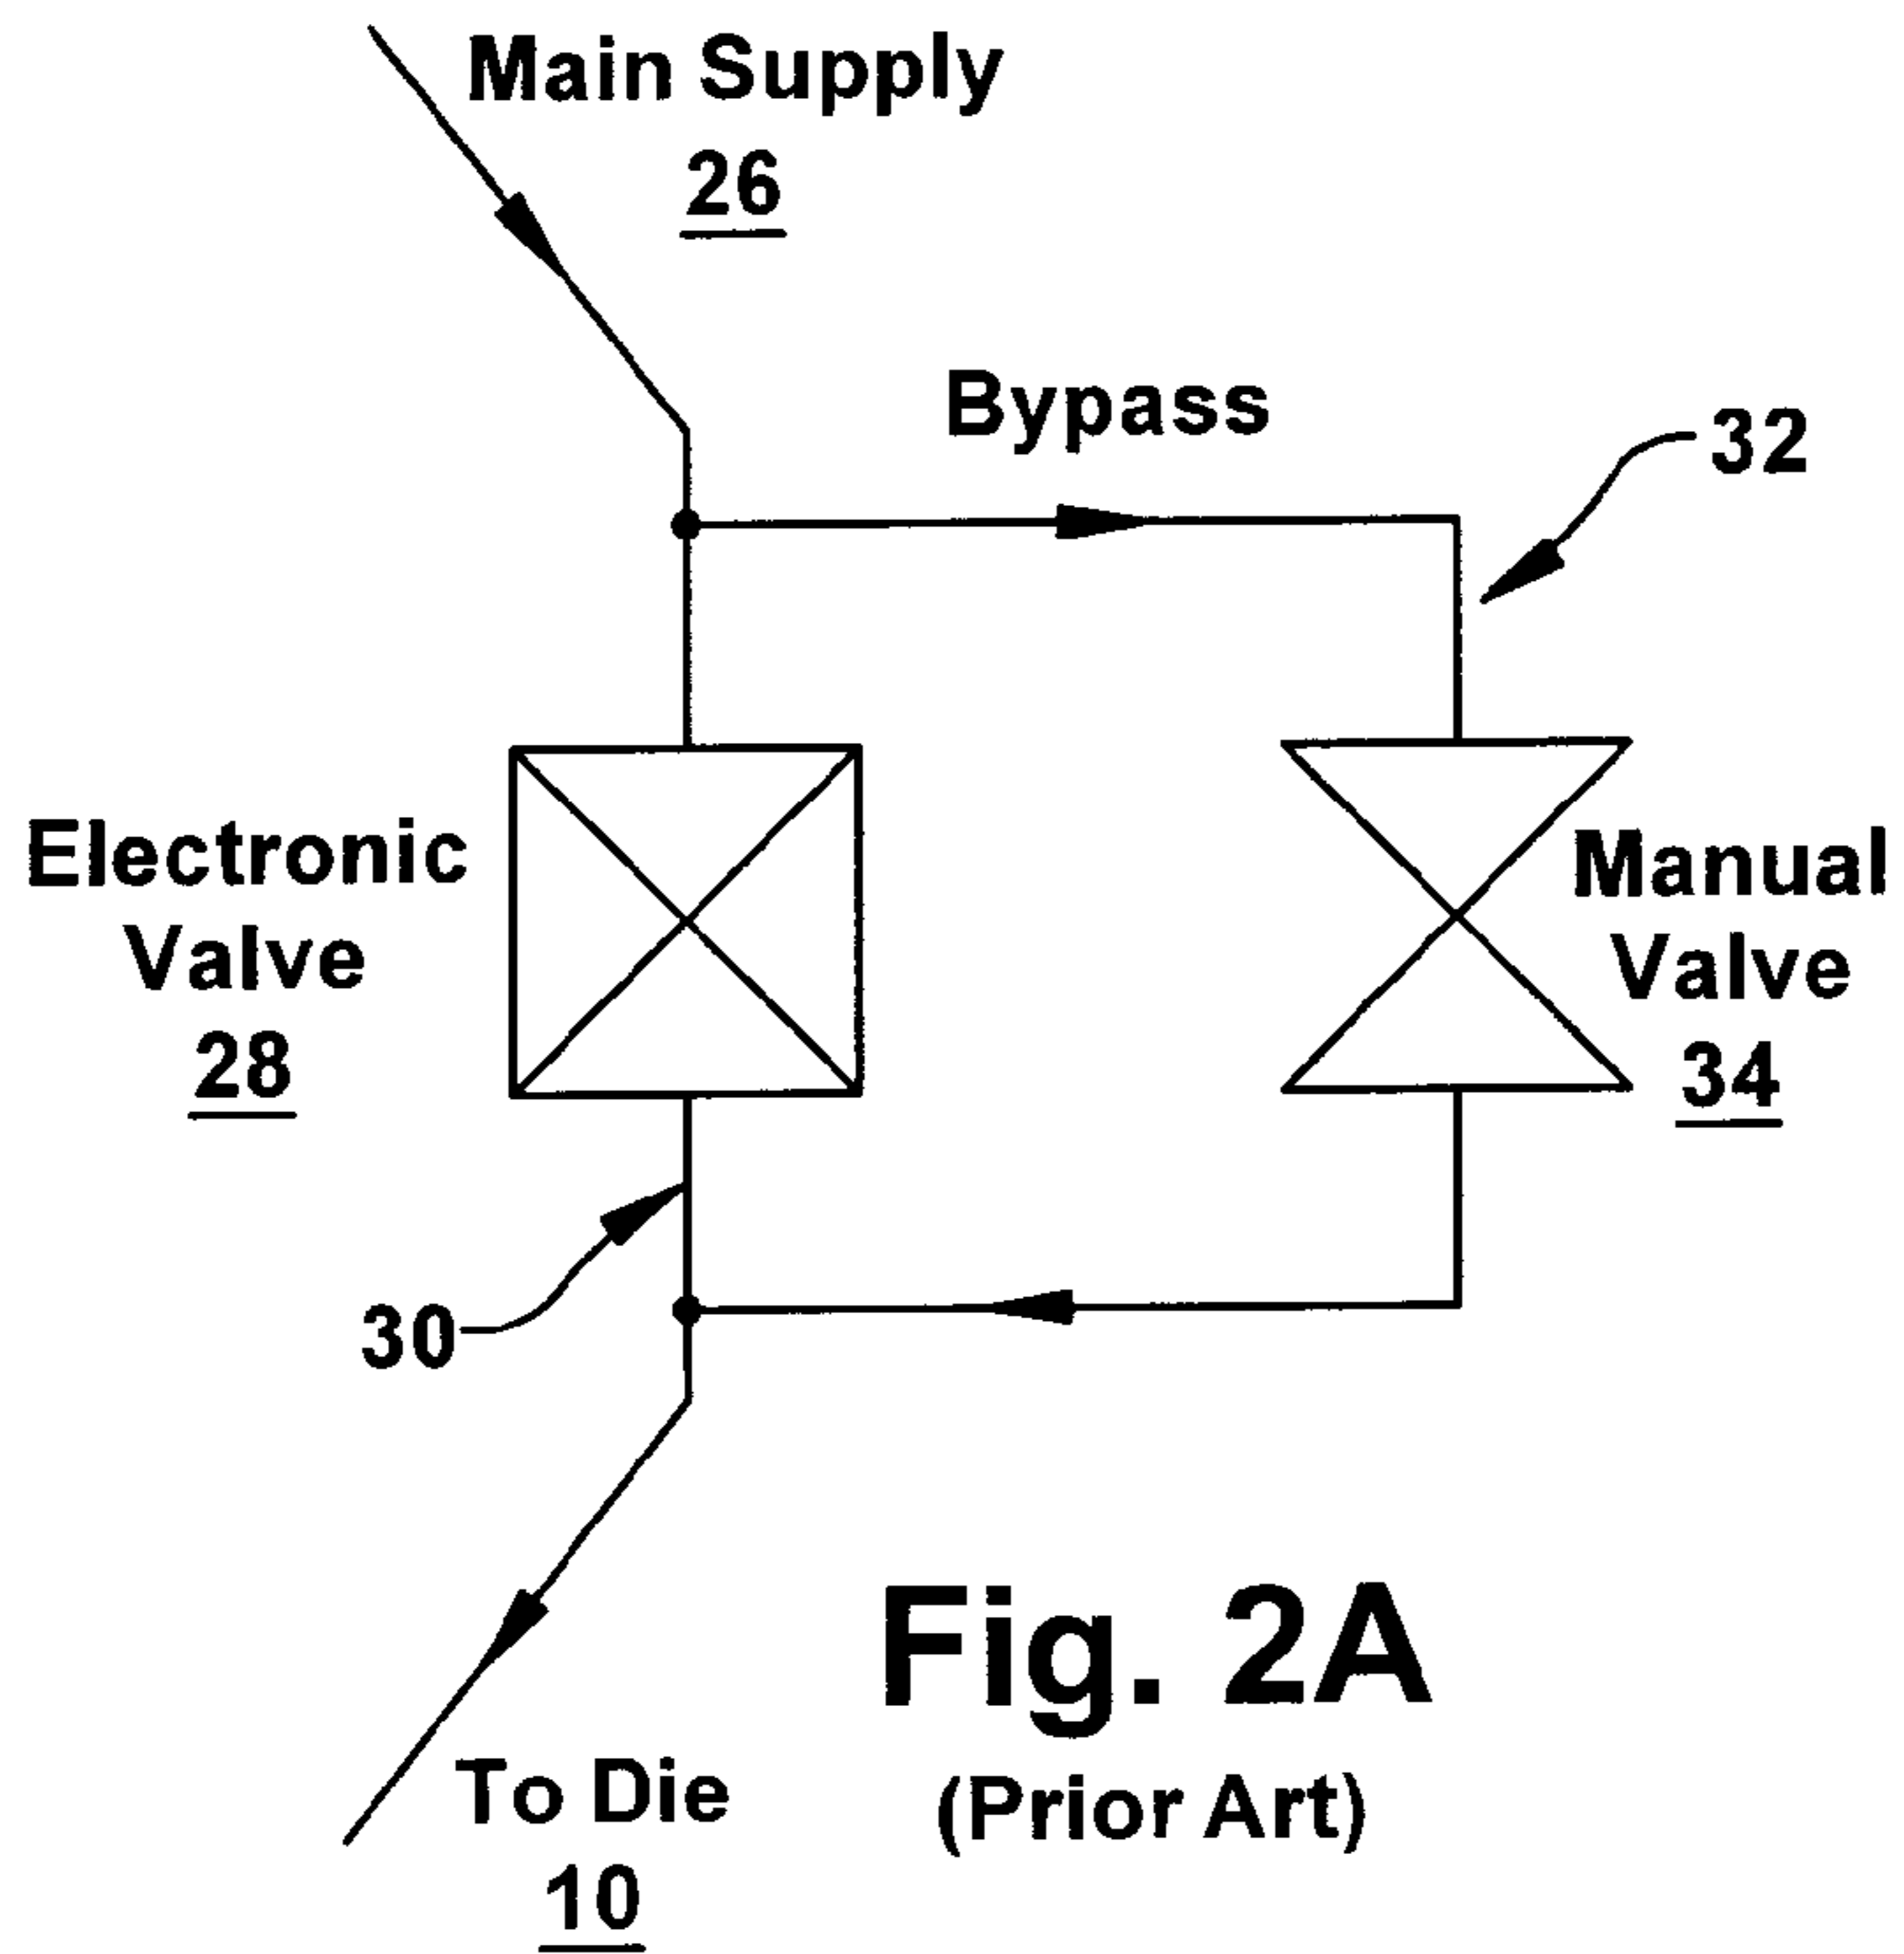 Main Supply
26
Bypass
32
Electronic
Valve
28
Manual
Valve
34
30
To Die
10
Fig. 2A
(Prior Art)